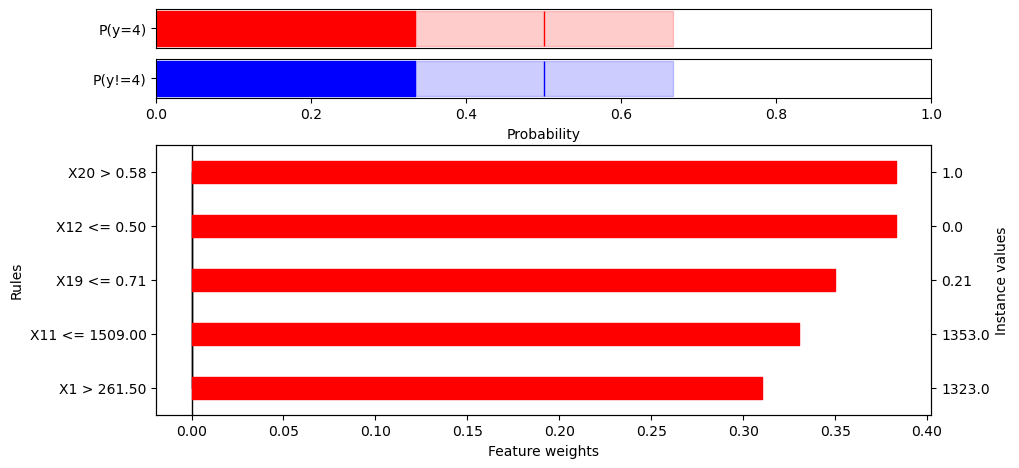 P(y=4)
P(y!=4)
0.0 0.2 0.4 0.6 0.8 1.0
Probability
X20 > 0.58 1.0
X12 <= 0.50 0.0
X19 <= 0.71 0.21
X11 <= 1509.00 1353.0
X1 > 261.50 1323.0
Rules
Instance values
0.00 0.05 0.10 0.15 0.20 0.25 0.30 0.35 0.40
Feature weights